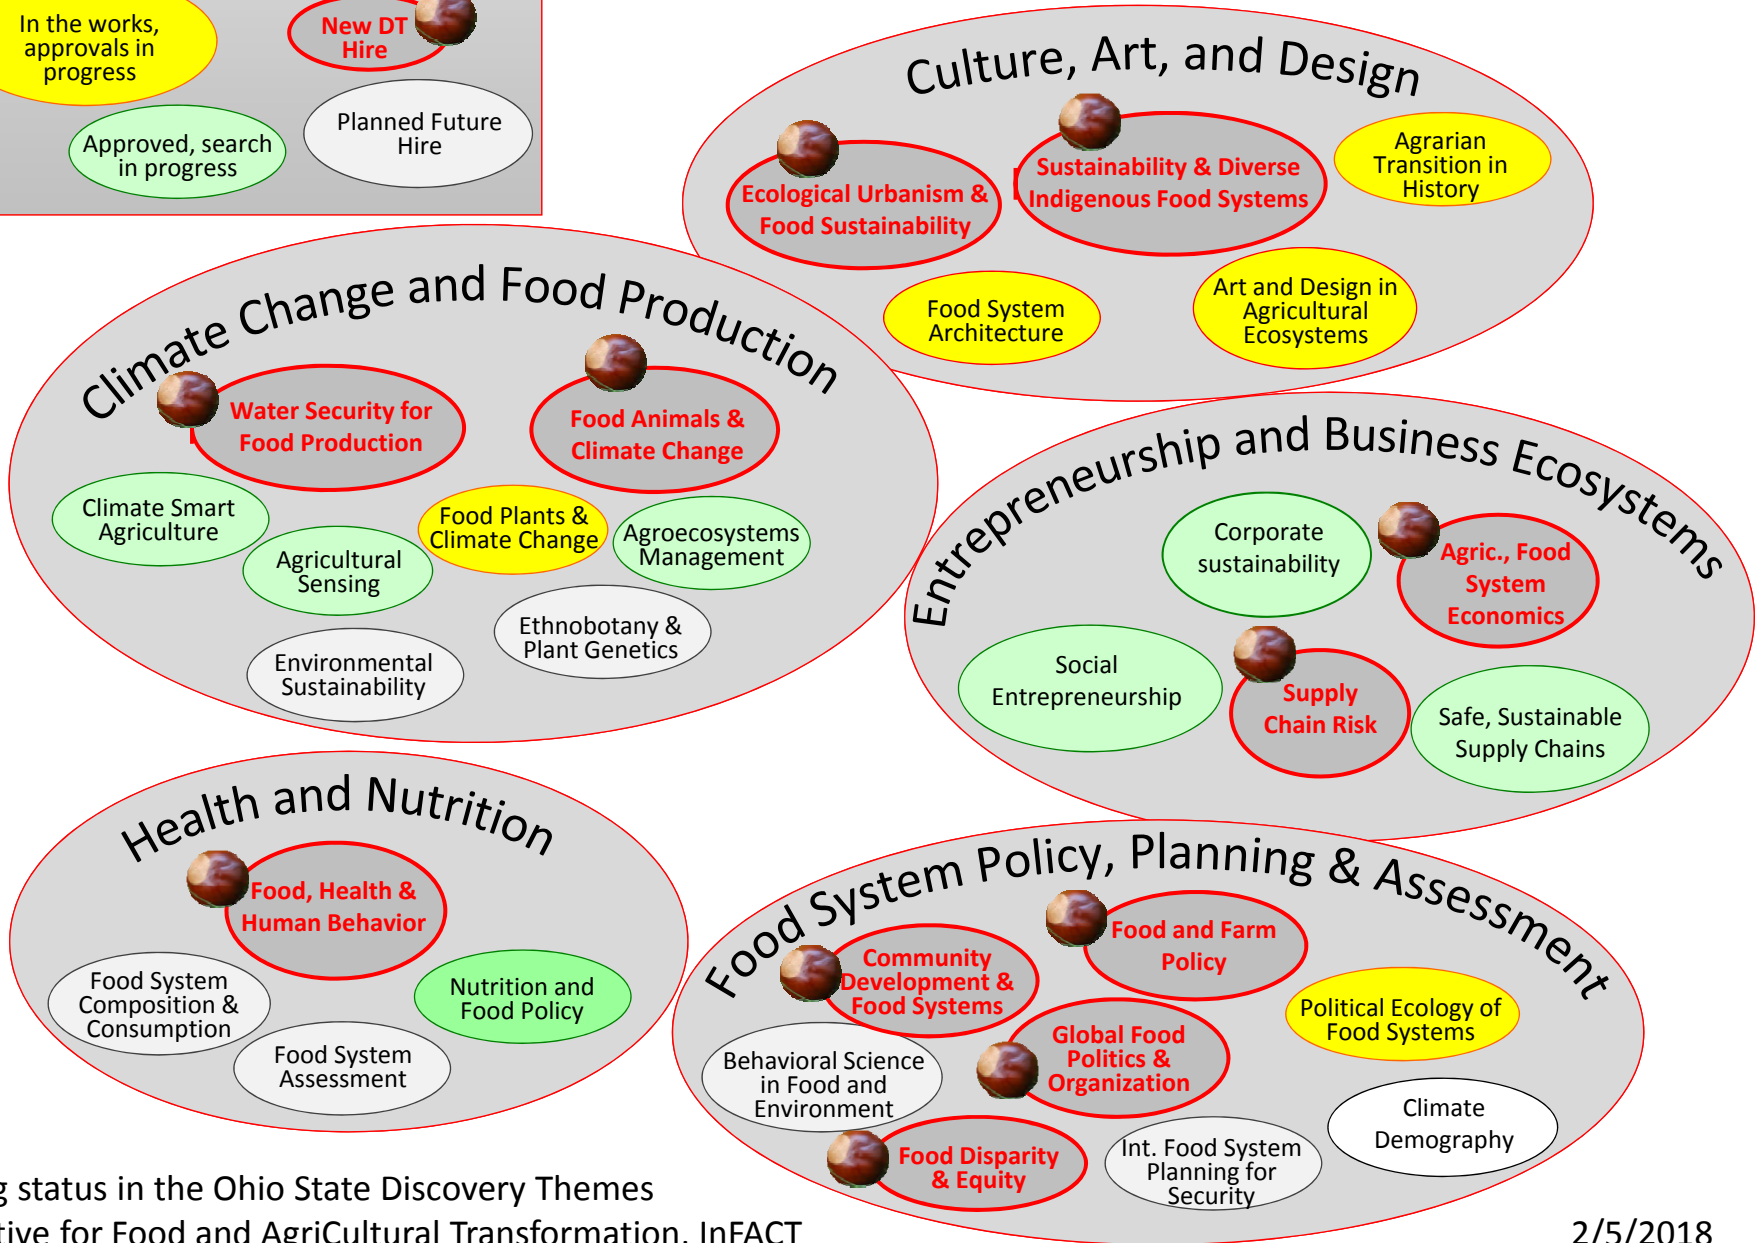 In the works,
approvals in
progress
New DT
Hire
Approved, search
in progress
Planned Future
Hire
Culture, Art, and Design
Ecological Urbanism &
Food Sustainability
Sustainability & Diverse
Indigenous Food Systems
Agrarian
Transition in
History
Food System
Architecture
Art and Design in
Agricultural
Ecosystems
Climate Change and Food Production
Water Security for
Food Production
Food Animals &
Climate Change
Climate Smart
Agriculture
Agricultural
Sensing
Food Plants &
Climate Change
Agroecosystems
Management
Environmental
Sustainability
Ethnobotany &
Plant Genetics
Entrepreneurship and Business Ecosystems
Corporate
sustainability
Agric., Food
System
Economics
Social
Entrepreneurship
Supply
Chain Risk
Safe, Sustainable
Supply Chains
Health and Nutrition
Food, Health &
Human Behavior
Food System
Composition &
Consumption
Nutrition and
Food Policy
Food System
Assessment
Food System Policy, Planning & Assessment
Community
Development &
Food Systems
Food and Farm
Policy
Global Food
Politics &
Organization
Political Ecology of
Food Systems
Behavioral Science
in Food and
Environment
Food Disparity
& Equity
Int. Food System
Planning for
Security
Climate
Demography
g status in the Ohio State Discovery Themes
tive for Food and AgriCultural Transformation, InFACT
2/5/2018